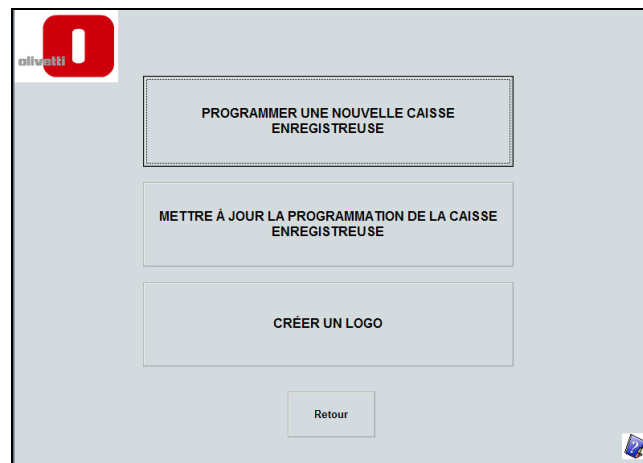 olivetti
PROGRAMMER UNE NOUVELLE CAISSE
ENREGISTREUSE
METTRE À JOUR LA PROGRAMMATION DE LA CAISSE
ENREGISTREUSE
CRÉER UN LOGO
Retour
?